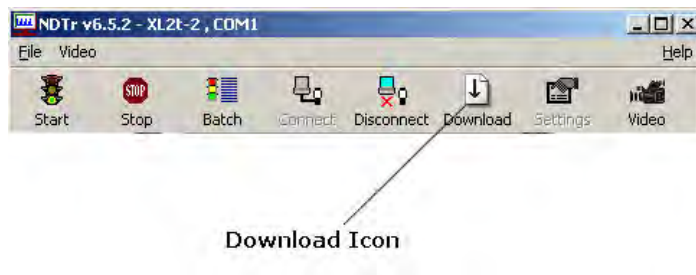 NDTr v6.5.2 - XL2t-2 , COM1
File Video Help
STOP
Start Stop Batch Connect Disconnect Download Settings Video
Download Icon